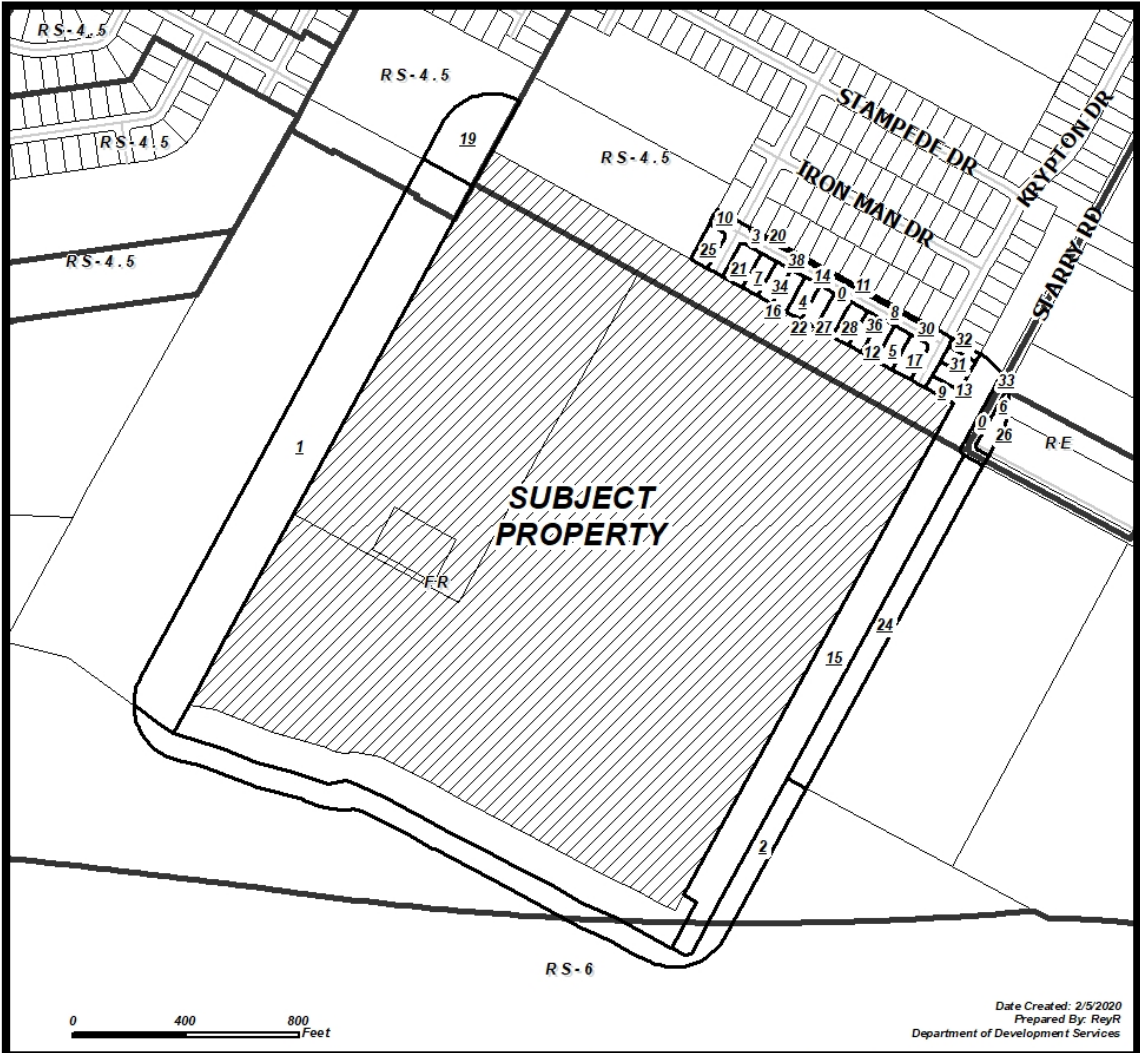 RS-4.5
RS-4.5
RS-4.5
STAMPEDE DR
KRYPTON DR
19
RS-4.5
RS-4.5
IRON MAN DR
STARRY RD
RS-4.5
10
3 20
25
38
21 7
14
34
11
0
4
8
16
36
30
22 27 28
32
12 5 17
31
33
9 13
6
0
26
RE
1
SUBJECT
PROPERTY
FR
24
15
2
RS-6
0 400 800
Feet
Date Created: 2/5/2020
Prepared By: ReyR
Department of Development Services